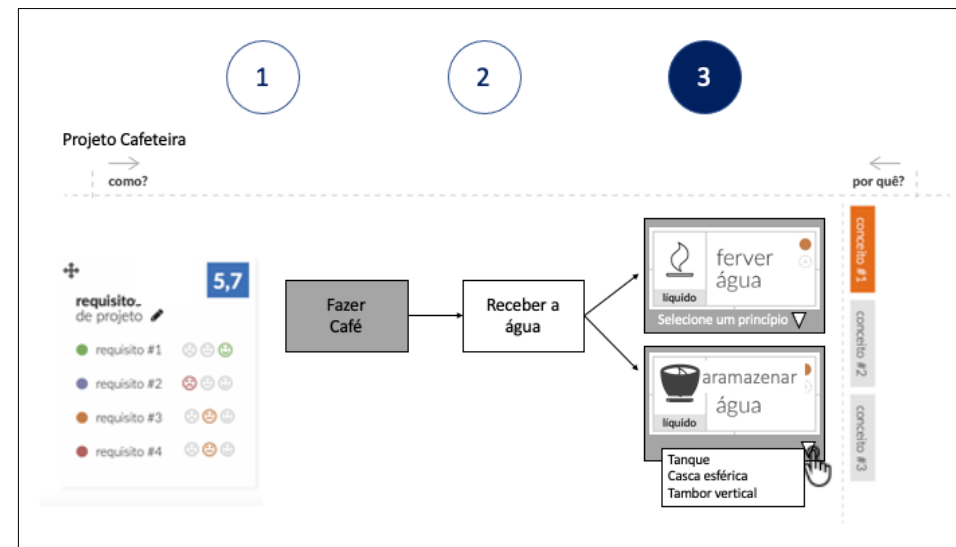 1
2
3
Projeto Cafeteira
como?
por quê?
5,7
requisito_
de projeto
requisito #1
requisito #2
requisito #3
requisito #4
Fazer
Café
Receber a
água
ferver
água
líquido
Selecione um princípio
aramazenar
água
líquido
Tanque
Casca esférica
Tambor vertical
conceito #1
conceito #2
conceito #3